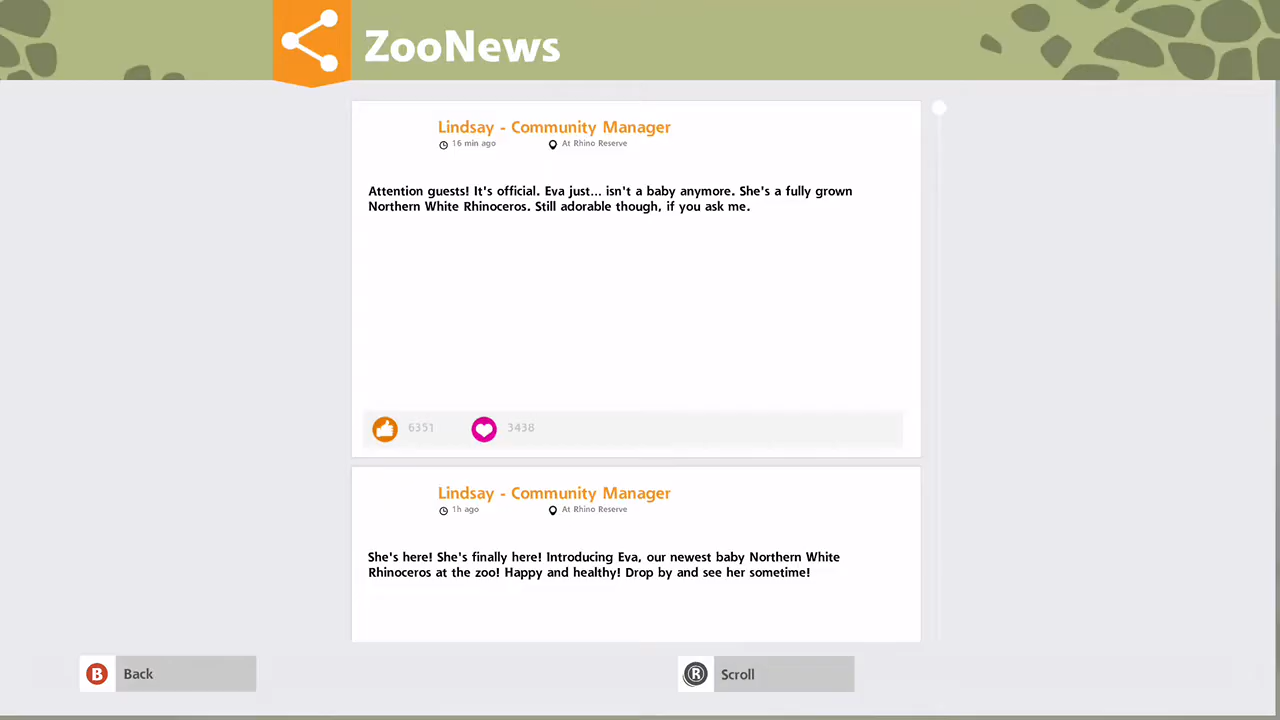 ZooNews
Lindsay - Community Manager
16 min ago
At Rhino Reserve
Attention guests! It's official. Eva just... isn't a baby anymore. She's a fully grown
Northern White Rhinoceros. Still adorable though, if you ask me.
6351
3438
Lindsay - Community Manager
1h ago
At Rhino Reserve
She's here! She's finally here! Introducing Eva, our newest baby Northern White
Rhinoceros at the zoo! Happy and healthy! Drop by and see her sometime!
B Back
R Scroll